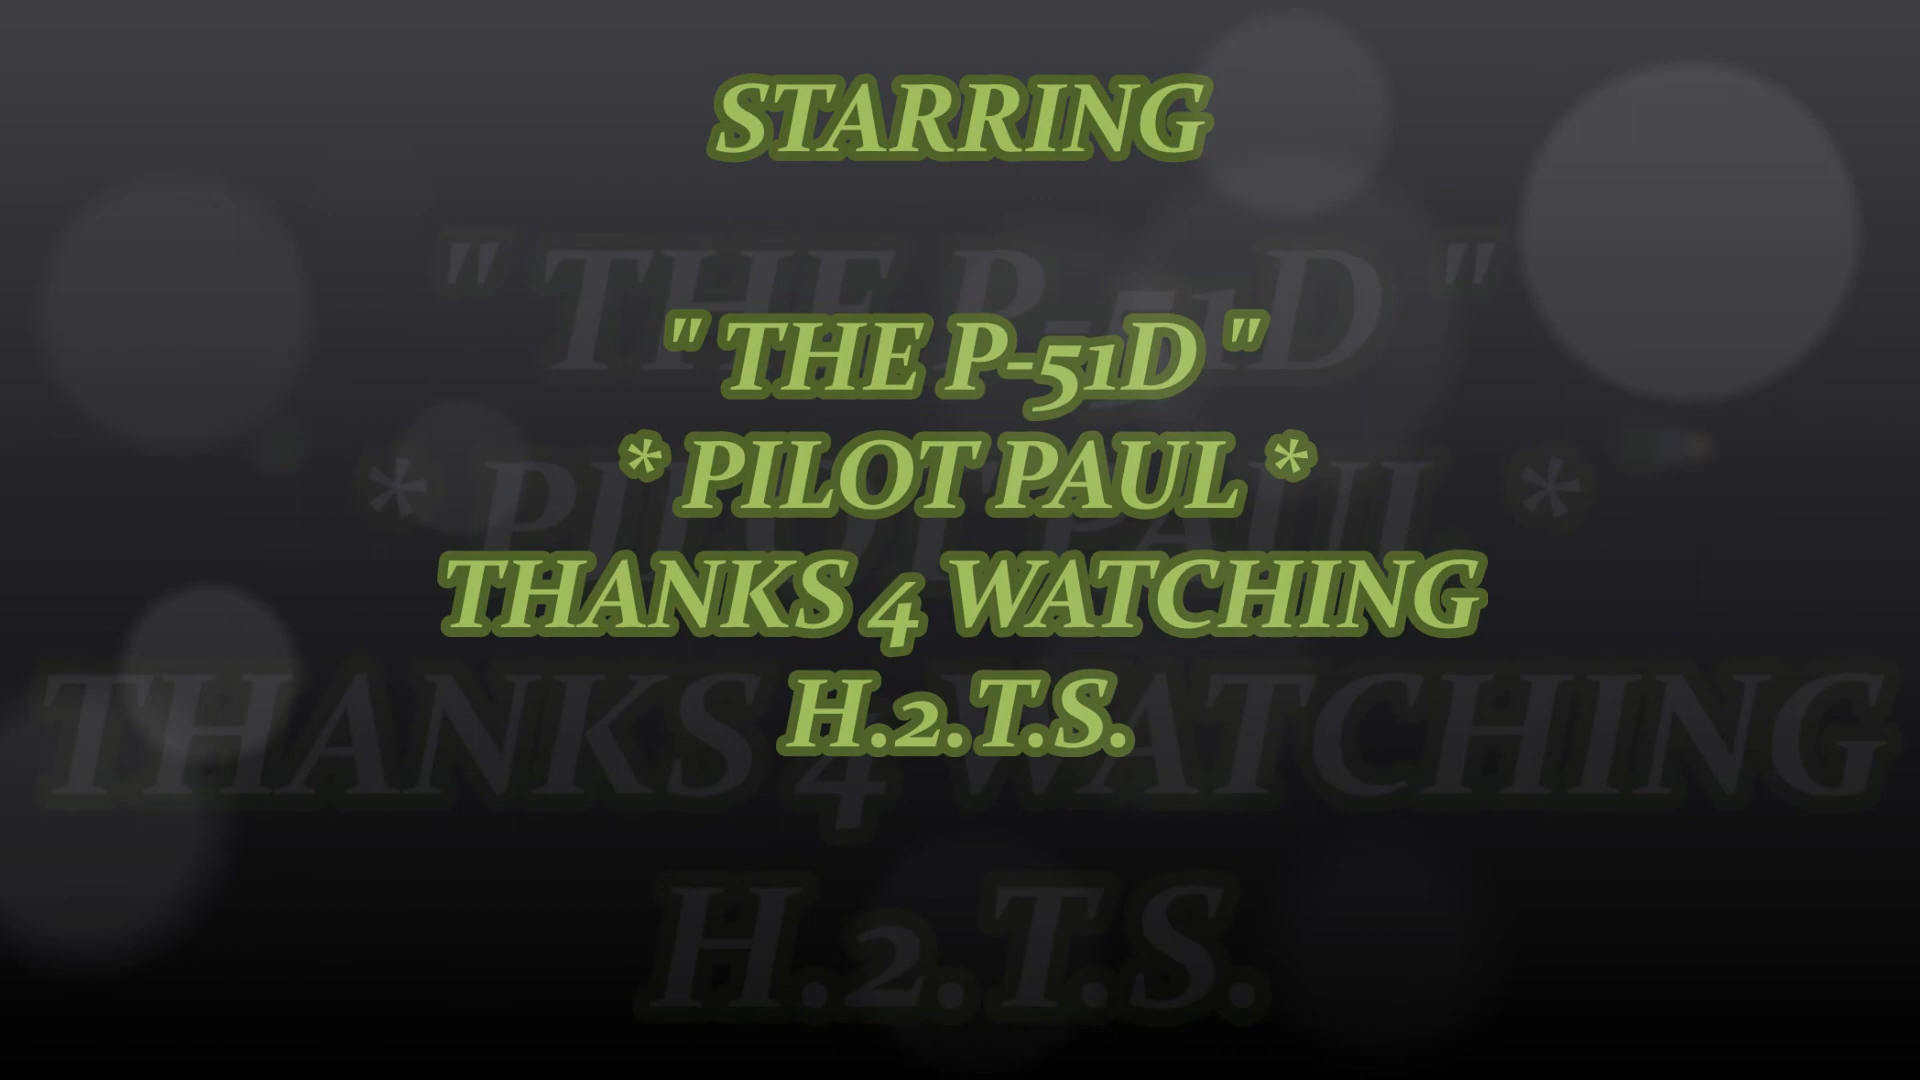 STARRING
" THE P-51D "
* PILOT PAUL *
THANKS 4 WATCHING
H.2.T.S.